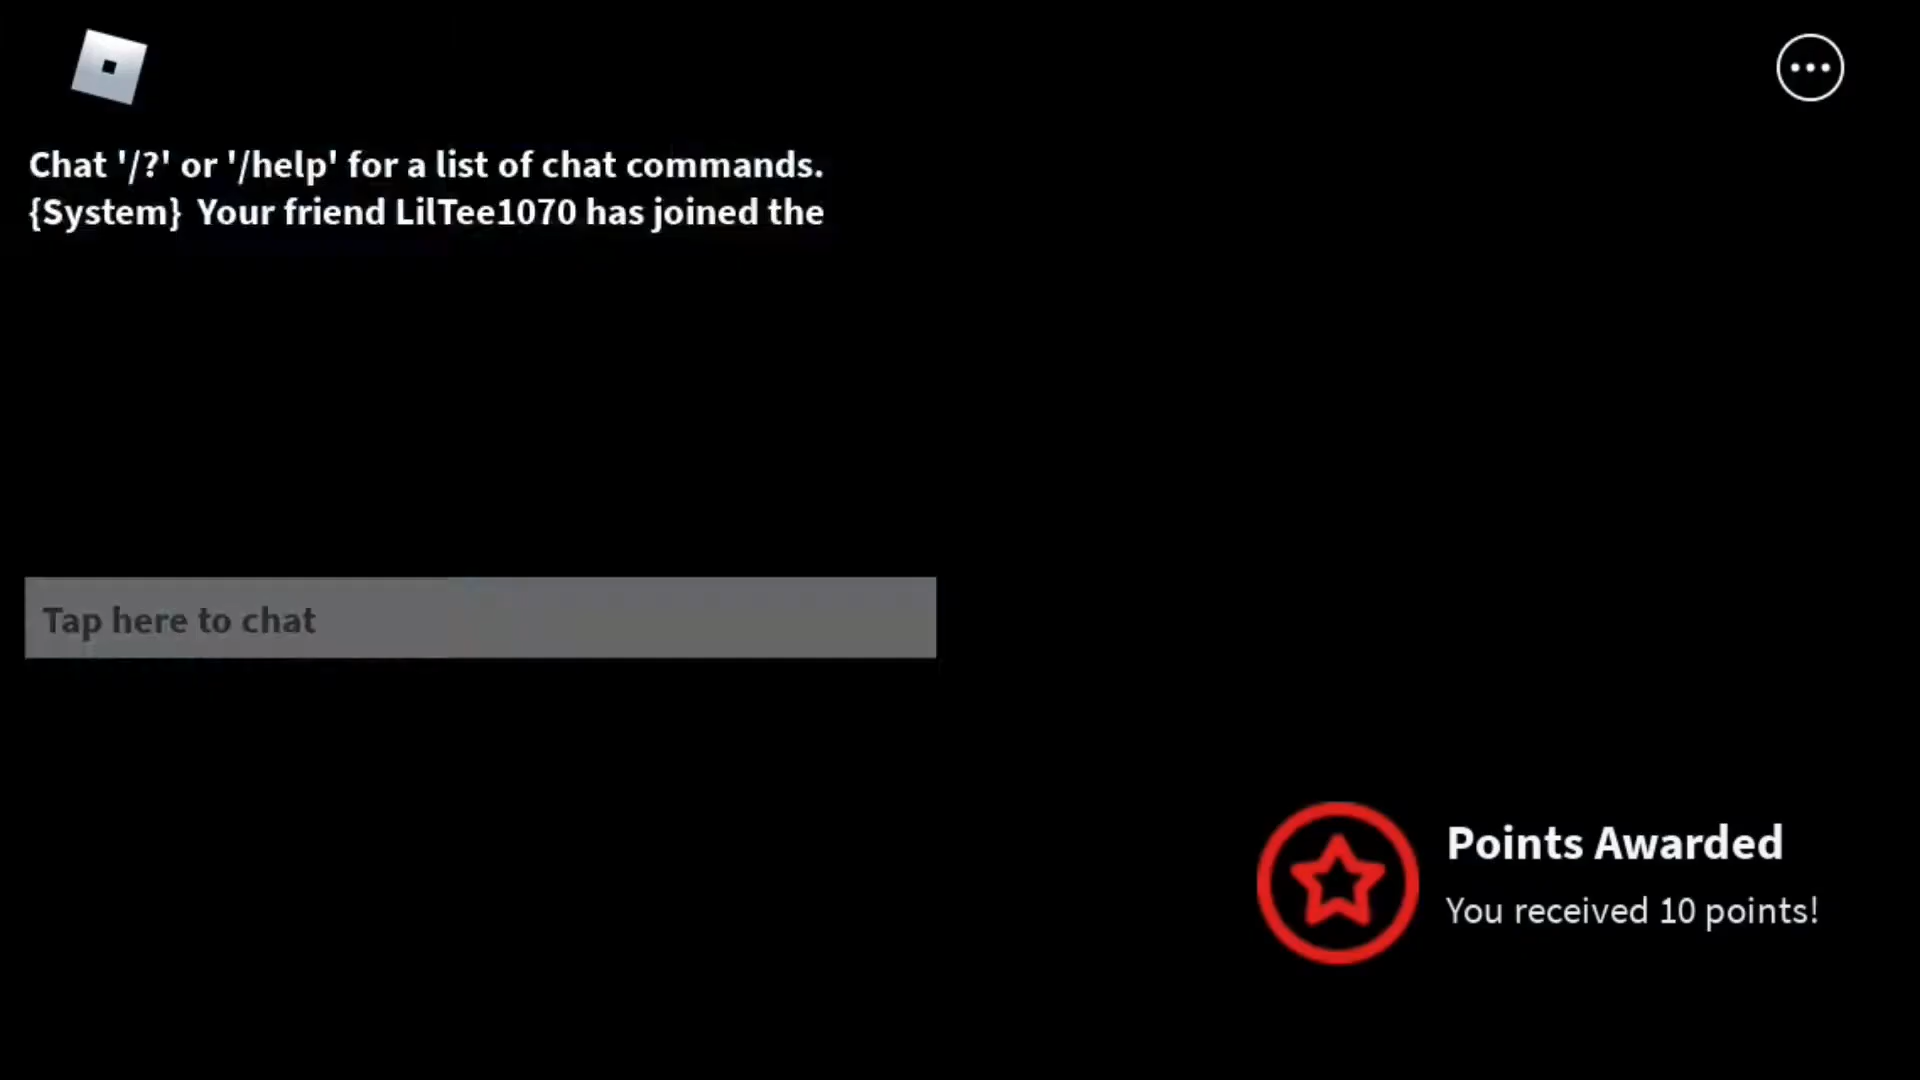 Chat '/?' or '/help' for a list of chat commands.
{System} Your friend LilTee1070 has joined the
Tap here to chat
Points Awarded
You received 10 points!